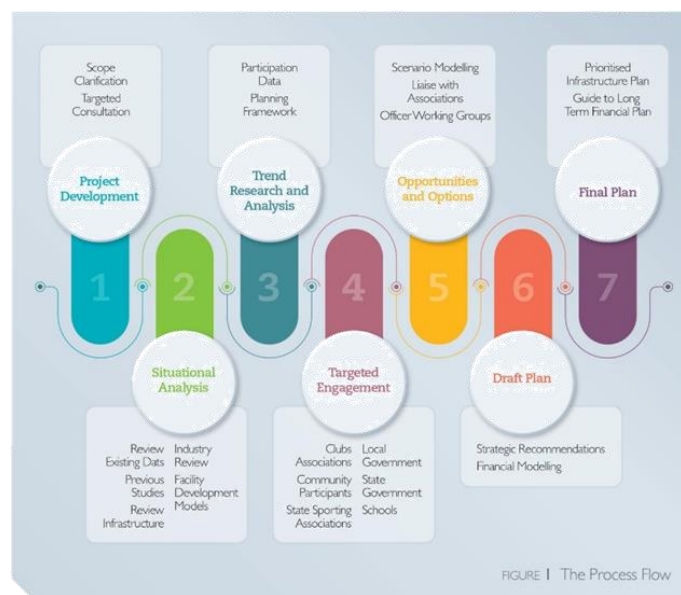 Scope
Clarification
Targeted
Consultation
Project
Development
1
Situational
Analysis
2
Review
Existing Dats
Previous
Studies
Review
Infrastructure
Industry
Review
Facility
Development
Models
Participation
Data
Planning
Framework
Trend
Research and
Analysis
3
Targeted
Engagement
4
Clubs
Associations
Community
Participants
State Sporting
Associations
Local
Government
State
Government
Schools
Scenario Modelling
Liaise with
Associations
Officer Working Groups
Opportunities
and Options
5
Draft Plan
6
Strategic Recommendations
Financial Modelling
Prioritised
Infrastructure Plan
Guide to Long
Term Financial Plan
Final Plan
7
FIGURE 1 The Process Flow